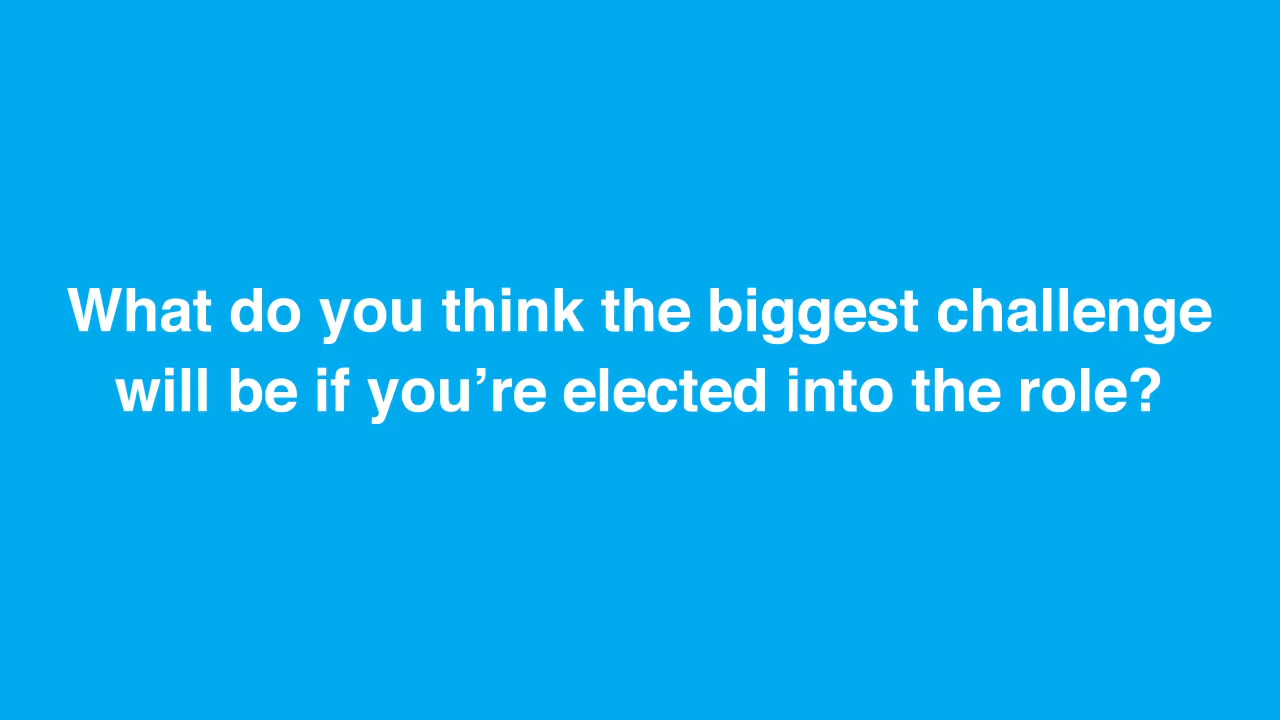 What do you think the biggest challenge
will be if you’re elected into the role?